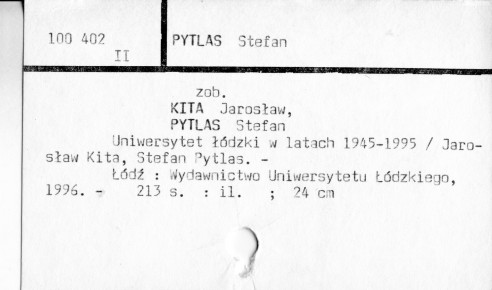 100 402 PYTLAS Stefan
II
zob.
KITA Jarosław,
PYTLAS Stefan
Uniwersytet łódzki w latach 1945-1995 / Jaro-
sław Kita, Stefan Pytlas. -
Łódź : Wydawnictwo Uniwersytetu Łódzkiego,
1996. - 213 s. : il. ; 24 cm